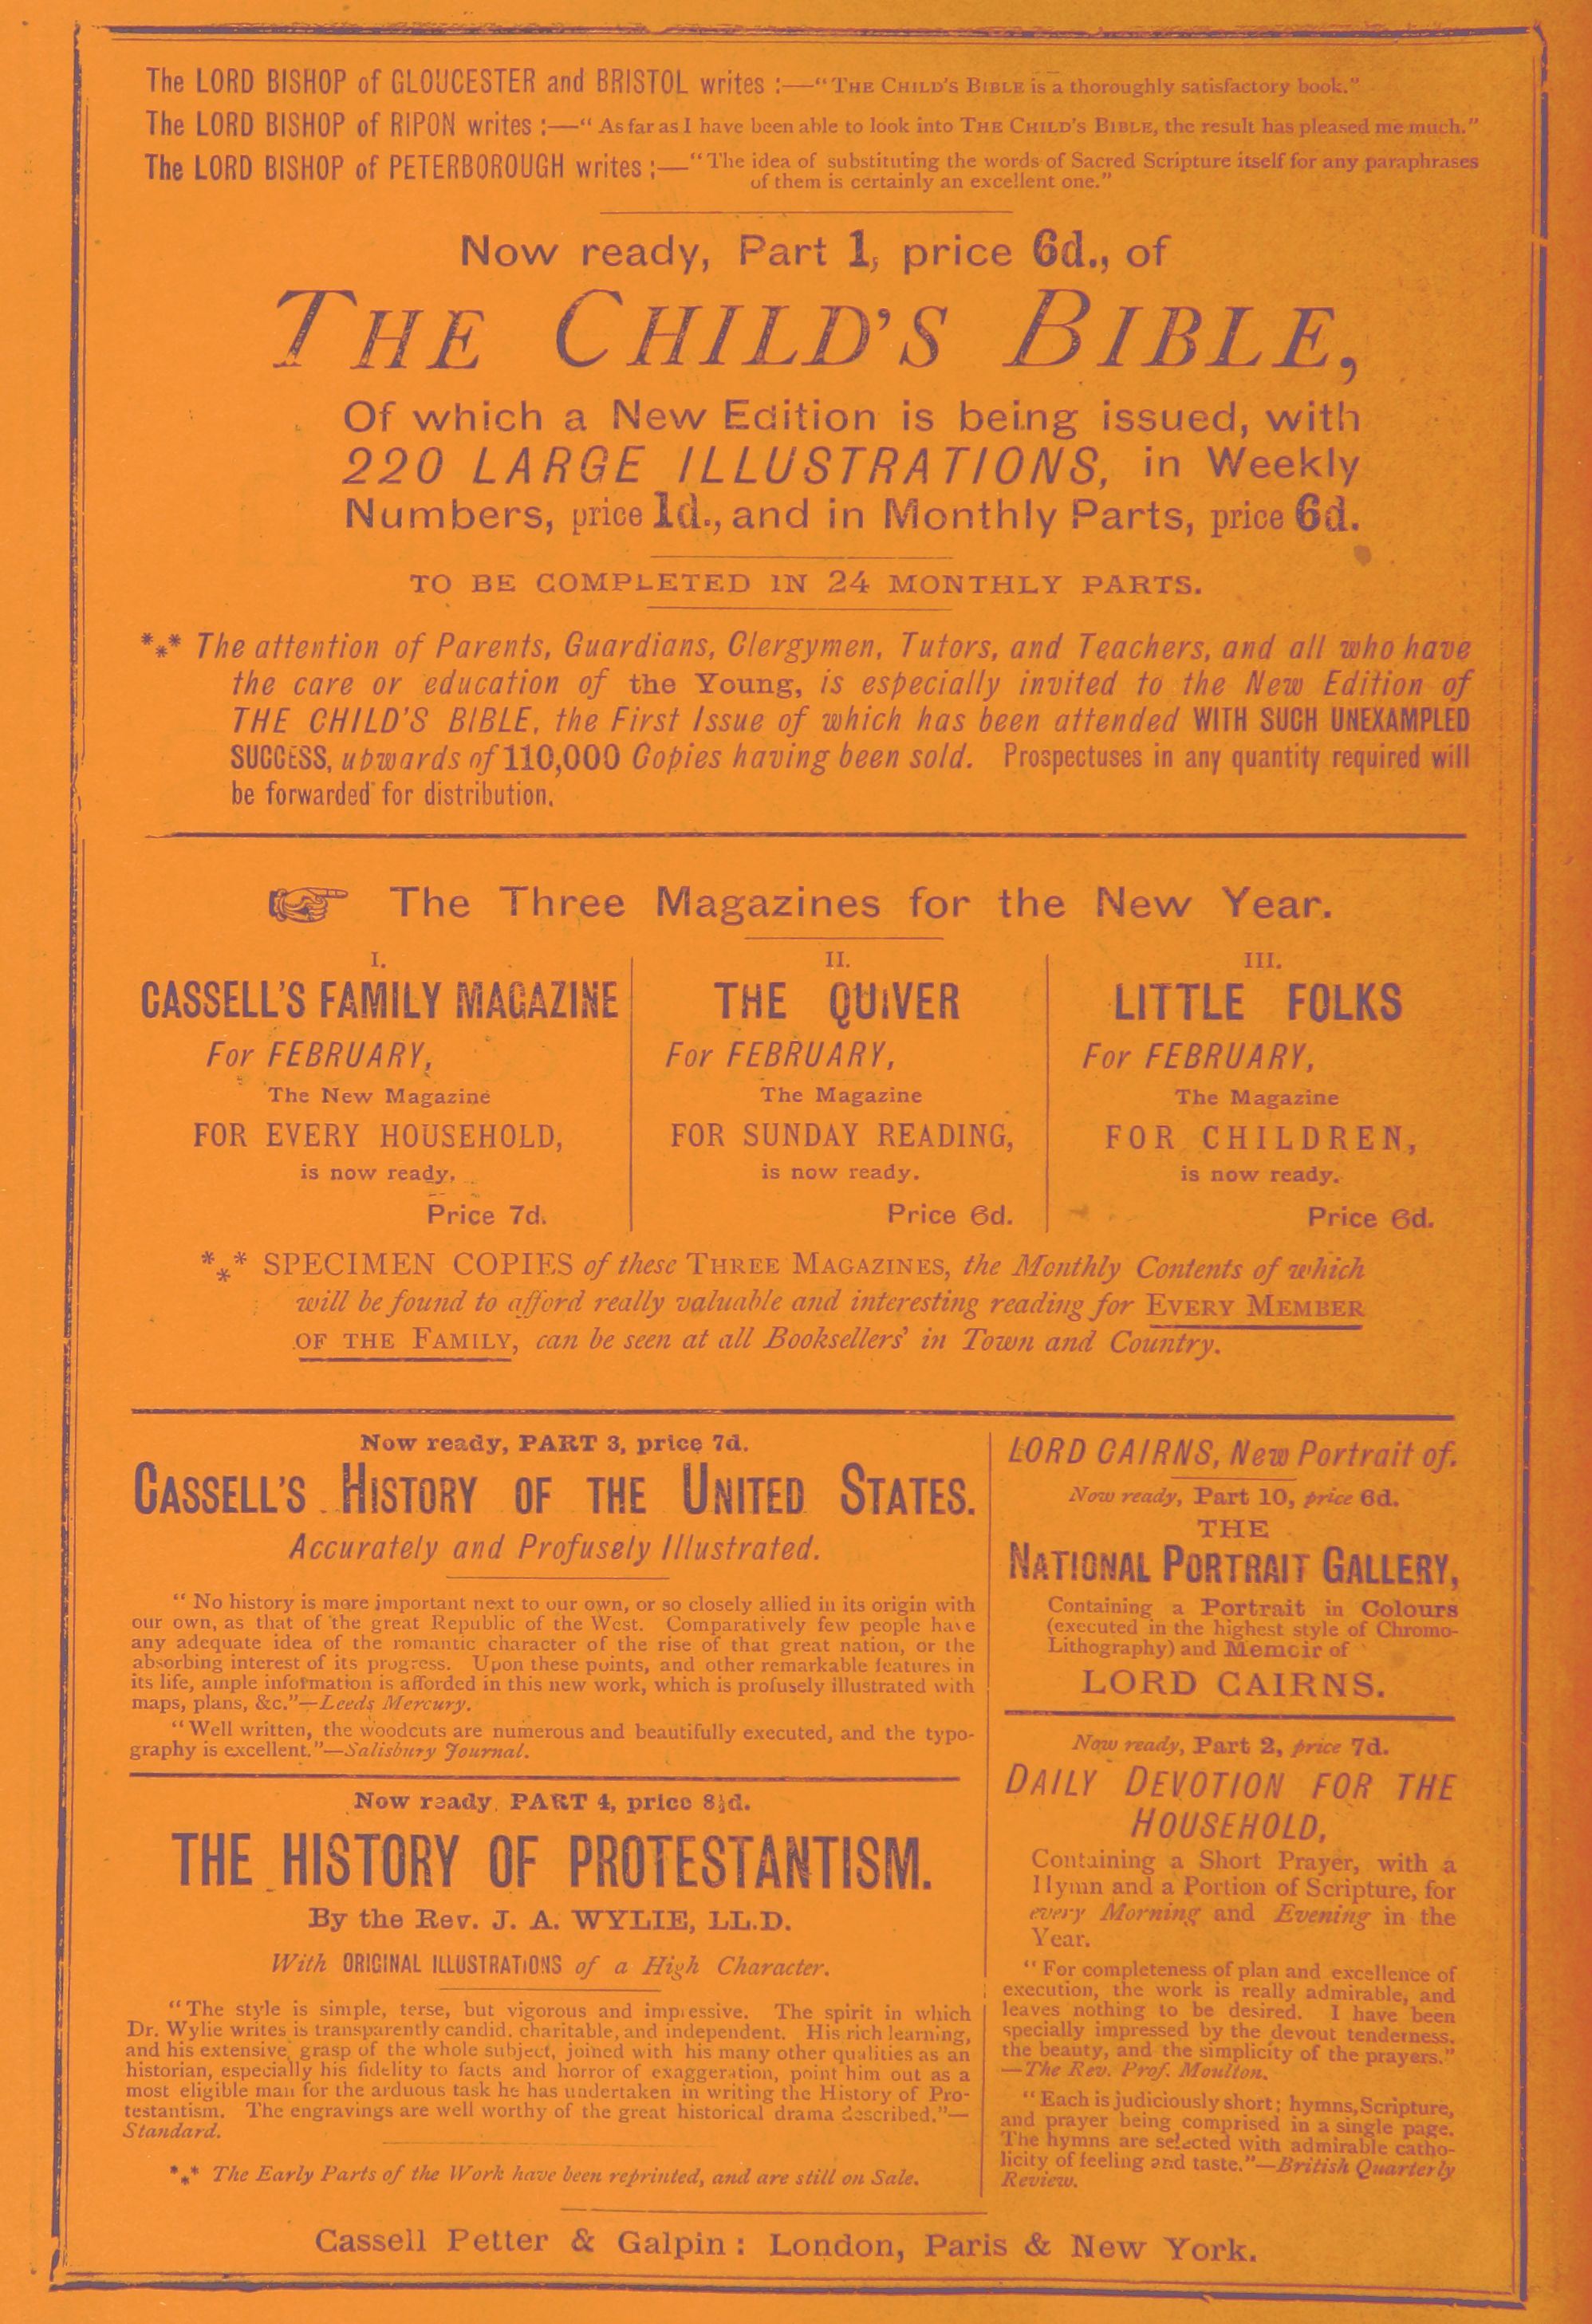 The LORD BISHOP of GLOUCESTER and BRISTOL writes :—“THE CHILD'S BIBLE is a thoroughly satisfactory book.”
The LORD BISHOP of RIPON writes :—“As far as I have been able to look into THE CHILD'S BIBLE, the result has pleased me much.”
The LORD BISHOP of PETERBOROUGH writes :—“The idea of substituting the words of Sacred Scripture itself for any paraphrases
of them is certainly an excellent one.”
Now ready, Part 1, price 6d., of
THE CHILD'S BIBLE,
Of which a New Edition is being issued, with
220 LARGE ILLUSTRATIONS, in Weekly
Numbers, price 1d., and in Monthly Parts, price 6d.
TO BE COMPLETED IN 24 MONTHLY PARTS.
*** The attention of Parents, Guardians, Clergymen, Tutors, and Teachers, and all who have
the care or education of the Young, is especially invited to the New Edition of
THE CHILD'S BIBLE, the First Issue of which has been attended WITH SUCH UNEXAMPLED
SUCCESS, upwards of 110,000 Copies having been sold. Prospectuses in any quantity required will
be forwarded for distribution.
☞ The Three Magazines for the New Year.
I.
CASSELL'S FAMILY MAGAZINE
For FEBRUARY,
The New Magazine
FOR EVERY HOUSEHOLD,
is now ready.
Price 7d.
II.
THE QUIVER
For FEBRUARY,
The Magazine
FOR SUNDAY READING,
is now ready.
Price 6d.
III.
LITTLE FOLKS
For FEBRUARY,
The Magazine
FOR CHILDREN,
is now ready.
Price 6d.
*** SPECIMEN COPIES of these THREE MAGAZINES, the Monthly Contents of which
will be found to afford really valuable and interesting reading for EVERY MEMBER
OF THE FAMILY, can be seen at all Booksellers' in Town and Country.
Now ready, PART 3, price 7d.
CASSELL'S HISTORY OF THE UNITED STATES.
Accurately and Profusely Illustrated.
“No history is more important next to our own, or so closely allied in its origin with
our own, as that of the great Republic of the West. Comparatively few people have
any adequate idea of the romantic character of the rise of that great nation, or the
absorbing interest of its progress. Upon these points, and other remarkable features in
its life, ample information is afforded in this new work, which is profusely illustrated with
maps, plans, &c.”—Leeds Mercury.
“Well written, the woodcuts are numerous and beautifully executed, and the typo-
graphy is excellent.”—Salisbury Journal.
Now ready, PART 4, price 8½d.
THE HISTORY OF PROTESTANTISM.
By the Rev. J. A. WYLIE, LL.D.
With ORIGINAL ILLUSTRATIONS of a High Character.
“The style is simple, terse, but vigorous and impressive. The spirit in which
Dr. Wylie writes is transparently candid, charitable, and independent. His rich learning,
and his extensive grasp of the whole subject, joined with his many other qualities as an
historian, especially his fidelity to facts and horror of exaggeration, point him out as a
most eligible man for the arduous task he has undertaken in writing the History of Pro-
testantism. The engravings are well worthy of the great historical drama described.”—
Standard.
*** The Early Parts of the Work have been reprinted, and are still on Sale.
LORD CAIRNS, New Portrait of.
Now ready, Part 10, price 6d.
THE
NATIONAL PORTRAIT GALLERY,
Containing a Portrait in Colours
(executed in the highest style of Chromo-
Lithography) and Memoir of
LORD CAIRNS.
Now ready, Part 2, price 7d.
DAILY DEVOTION FOR THE
HOUSEHOLD,
Containing a Short Prayer, with a
Hymn and a Portion of Scripture, for
every Morning and Evening in the
Year.
“For completeness of plan and excellence of
execution, the work is really admirable, and
leaves nothing to be desired. I have been
specially impressed by the devout tenderness,
the beauty, and the simplicity of the prayers.”
—The Rev. Prof. Moulton.
“Each is judiciously short; hymns, Scripture,
and prayer being comprised in a single page.
The hymns are selected with admirable catho-
licity of feeling and taste.”—British Quarterly
Review.
Cassell Petter & Galpin: London, Paris & New York.